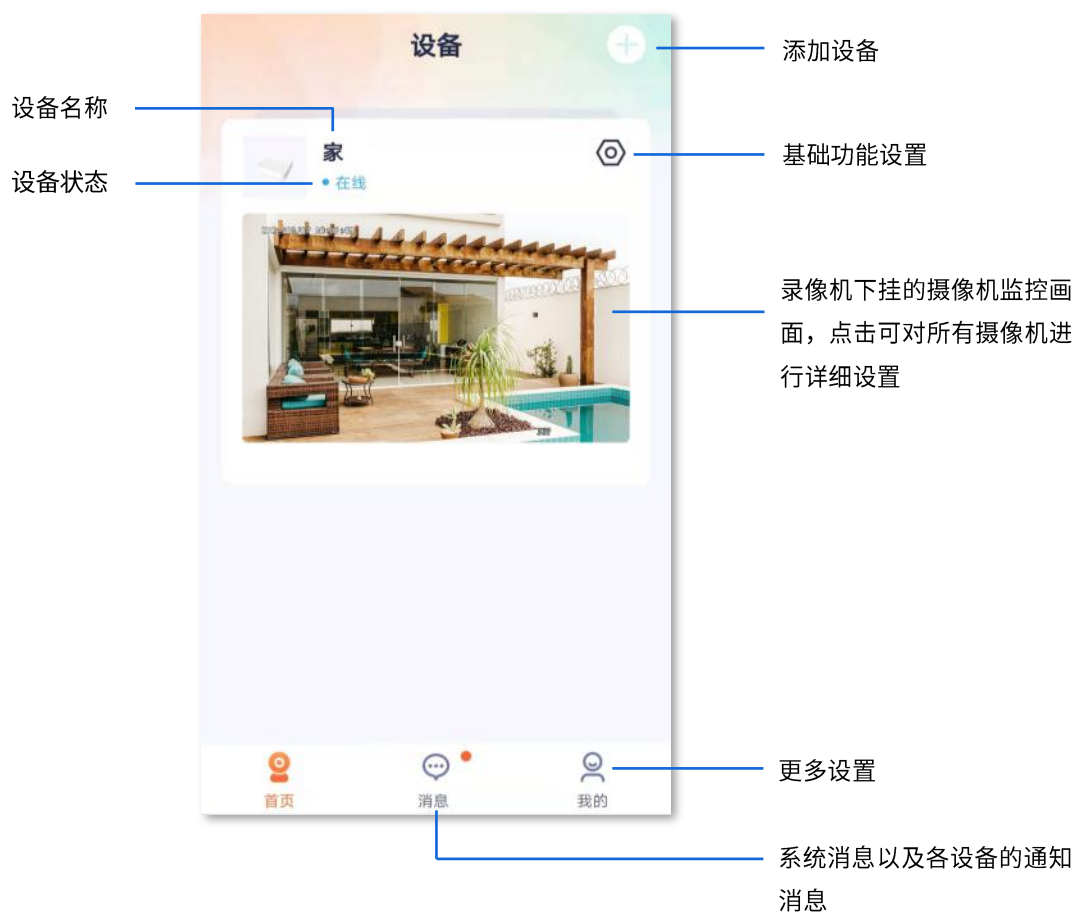 设备
添加设备
设备名称
家
基础功能设置
设备状态
在线
录像机下挂的摄像机监控画
面，点击可对所有摄像机进
行详细设置
首页
消息
我的
更多设置
系统消息以及各设备的通知
消息